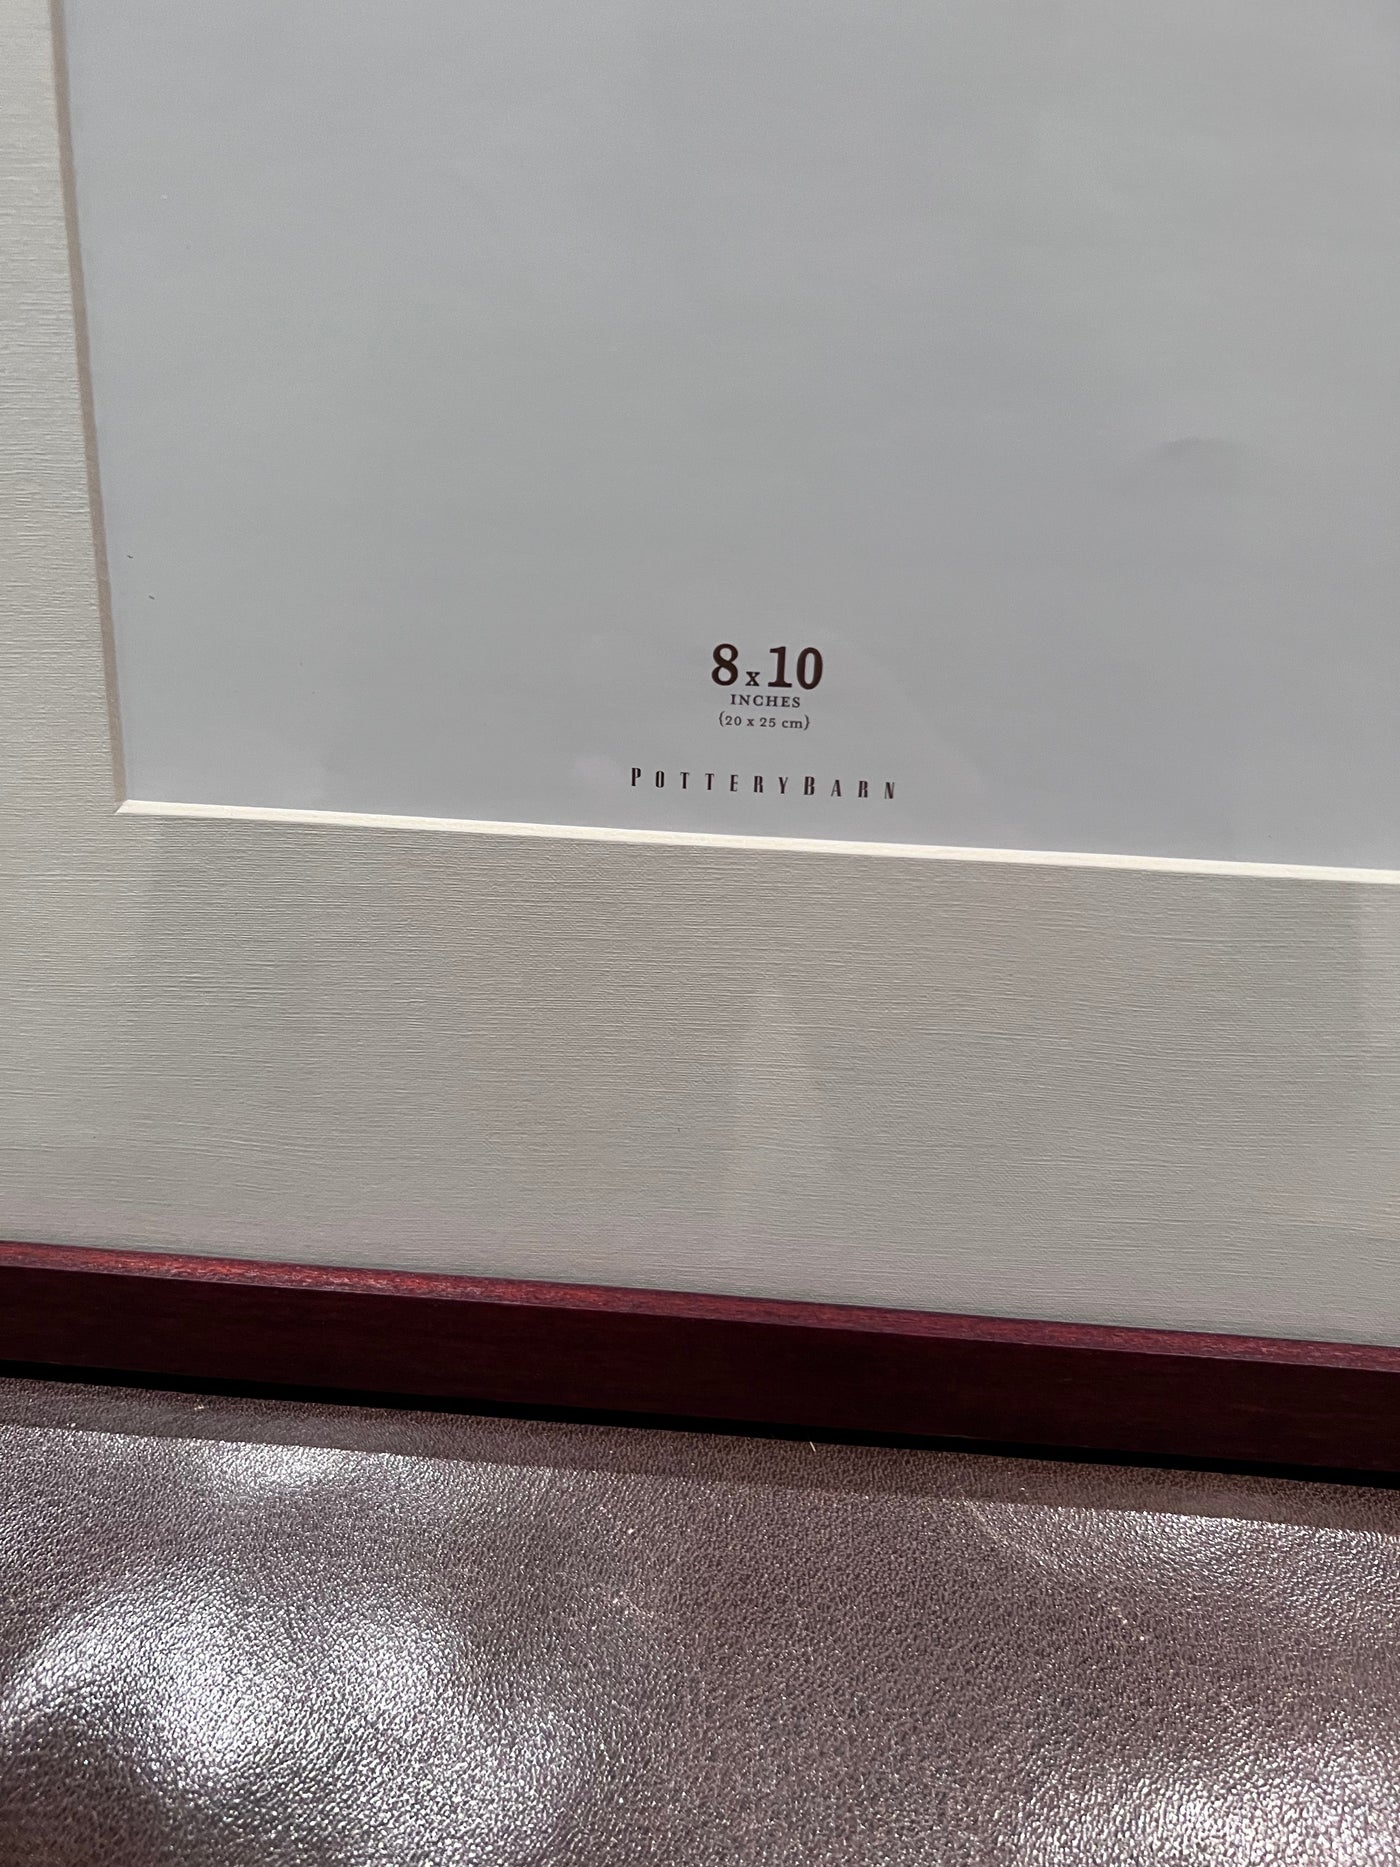 8x10
INCHES
(20 x 25 cm)
POTTERYBARN